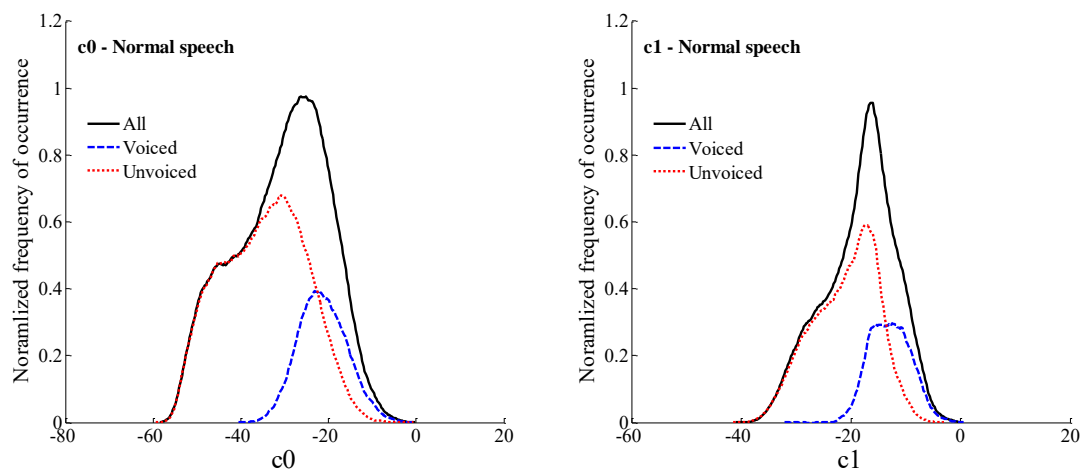 c0 - Normal speech
Noramlized frequency of occurrence
1.2
1
0.8
0.6
0.4
0.2
0
All
Voiced
Unvoiced
-80
-60
-40
-20
0
20
c0
c1 - Normal speech
Noramlized frequency of occurrence
1.2
1
0.8
0.6
0.4
0.2
0
All
Voiced
Unvoiced
-60
-40
-20
0
20
c1